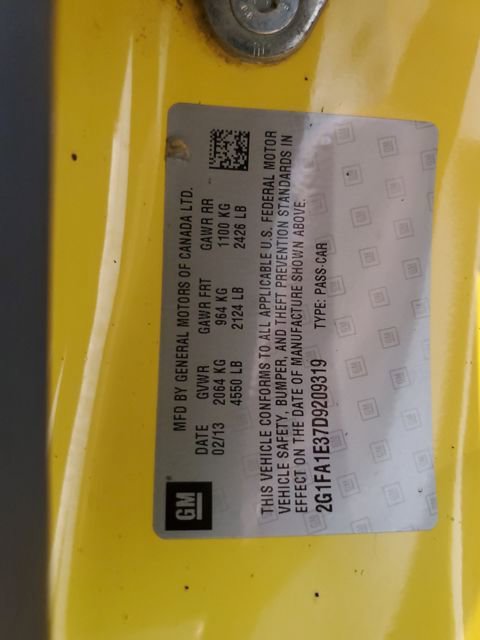 GM
MFD BY GENERAL MOTORS OF CANADA LTD.
DATE GVWR GAWR FRT GAWR RR
02/13 2064 KG 964 KG 1100 KG
4550 LB 2124 LB 2426 LB
THIS VEHICLE CONFORMS TO ALL APPLICABLE U.S. FEDERAL MOTOR
VEHICLE SAFETY, BUMPER, AND THEFT PREVENTION STANDARDS IN
EFFECT ON THE DATE OF MANUFACTURE SHOWN ABOVE.
2G1FA1E37D9209319 TYPE: PASS CAR